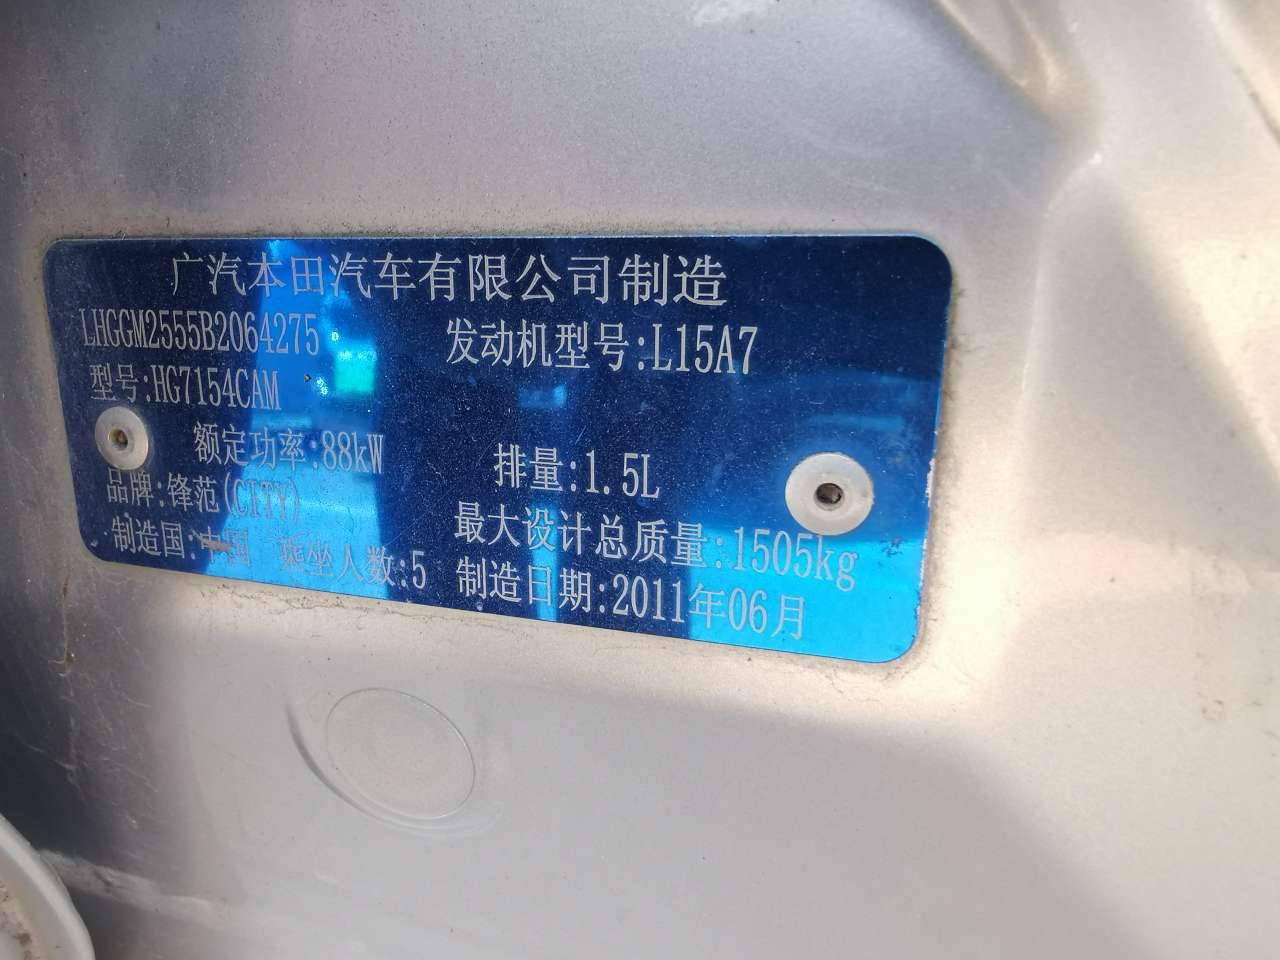 广汽本田汽车有限公司制造
LHGGM2555B2064275
发动机型号:L15A7
型号:HG7154CAM
额定功率:88kW
排量:1.5L
品牌:锋范(CITY)
最大设计总质量:1505kg
制造国:中国 乘坐人数:5
制造日期:2011年06月